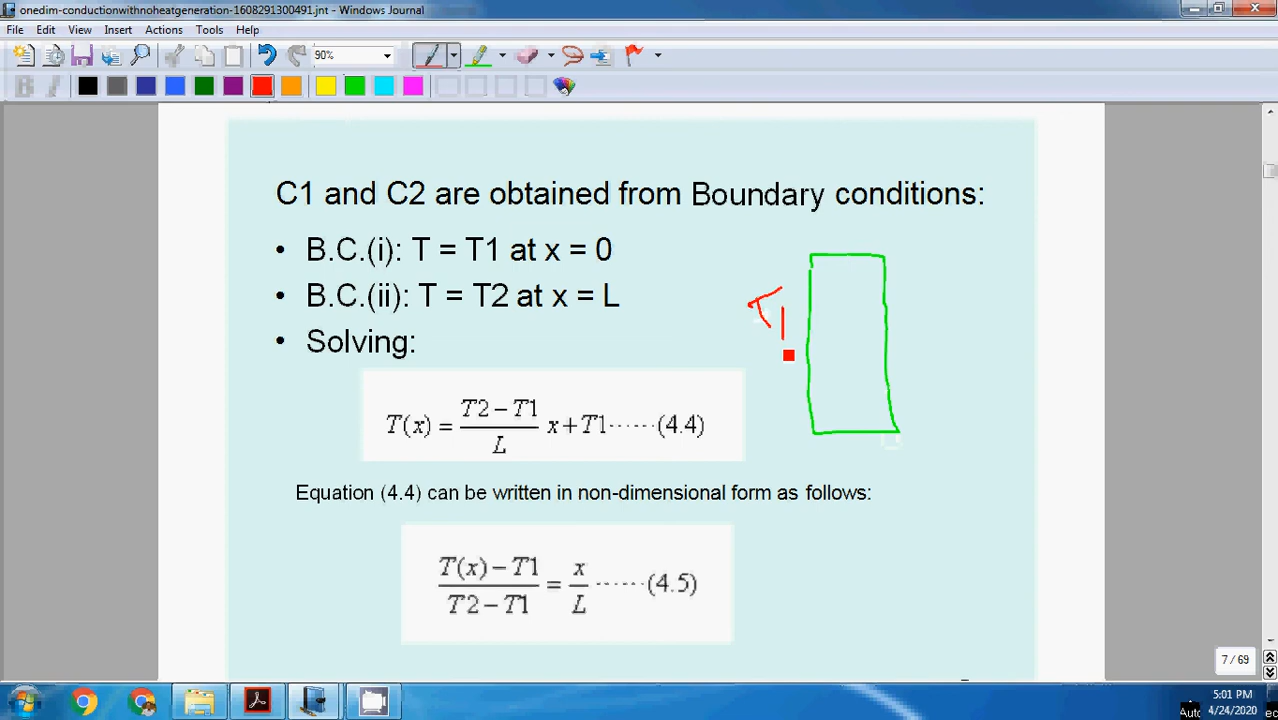 onedim-conductionwithnoheatgeneration-1608291300491.jnt - Windows Journal
File Edit View Insert Actions Tools Help
90%
C1 and C2 are obtained from Boundary conditions:
• B.C.(i): T = T1 at x = 0
• B.C.(ii): T = T2 at x = L
• Solving:
T1
T(x) = (T2 − T1)/L x + T1 ······ (4.4)
Equation (4.4) can be written in non-dimensional form as follows:
(T(x) − T1)/(T2 − T1) = x/L ······ (4.5)
7 / 69
5:01 PM
4/24/2020
Auto
ec